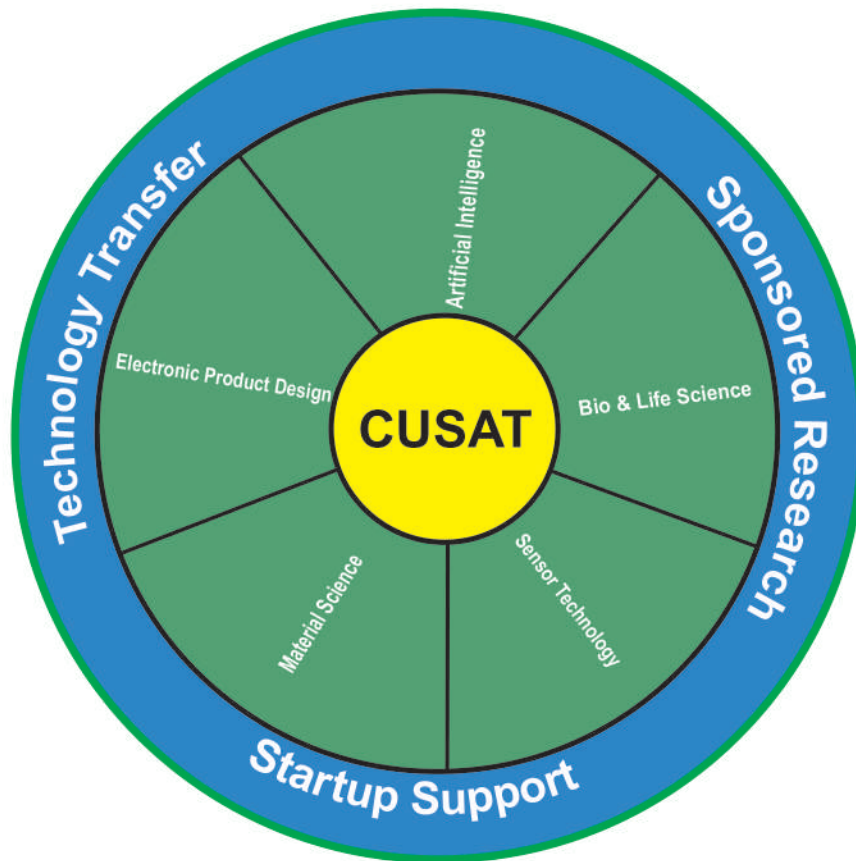 Technology Transfer
Sponsored Research
Startup Support
Artificial Intelligence
Bio & Life Science
Sensor Technology
Material Science
Electronic Product Design
CUSAT